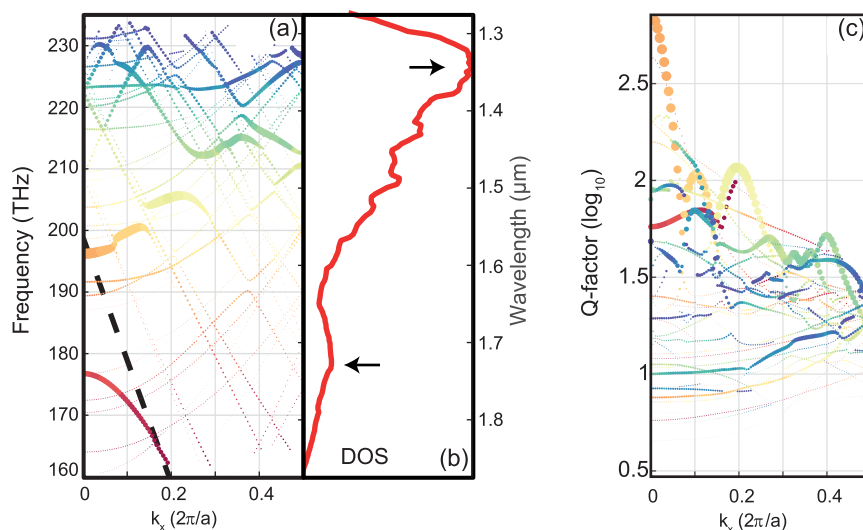 (a)
230
220
210
200
190
180
170
160
Frequency (THz)
0
0.2
0.4
kx (2π/a)
DOS
(b)
1.3
1.4
1.5
1.6
1.7
1.8
Wavelength (μm)
(c)
2.5
2
1.5
1
0.5
Q-factor (log10)
0
0.2
0.4
kx (2π/a)